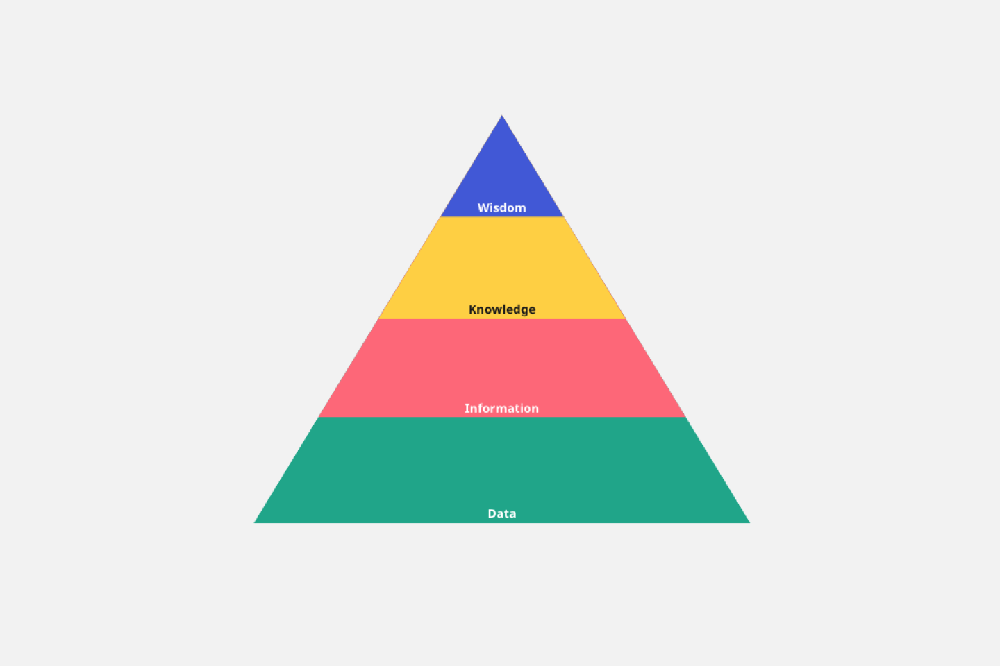 Wisdom
Knowledge
Information
Data